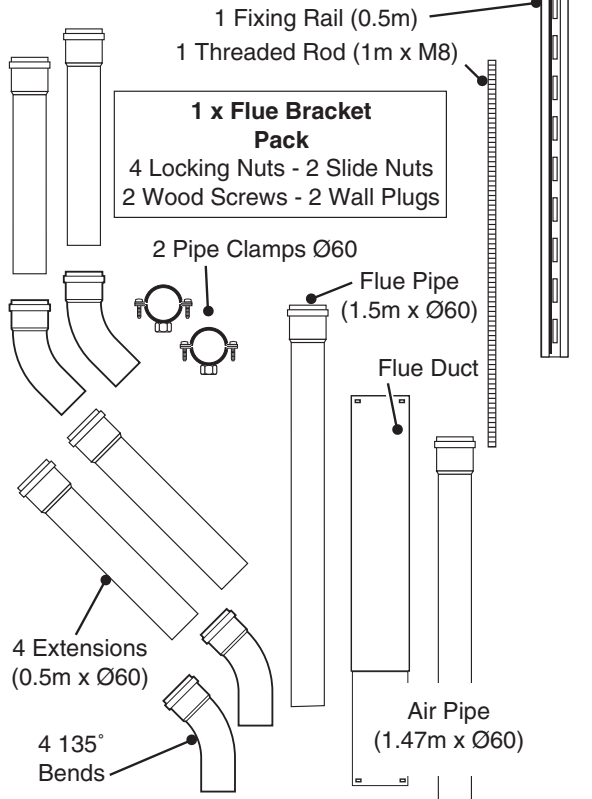 1 Fixing Rail (0.5m)
1 Threaded Rod (1m x M8)
1 x Flue Bracket
Pack
4 Locking Nuts - 2 Slide Nuts
2 Wood Screws - 2 Wall Plugs
2 Pipe Clamps Ø60
Flue Pipe
(1.5m x Ø60)
Flue Duct
4 Extensions
(0.5m x Ø60)
Air Pipe
(1.47m x Ø60)
4 135˚
Bends